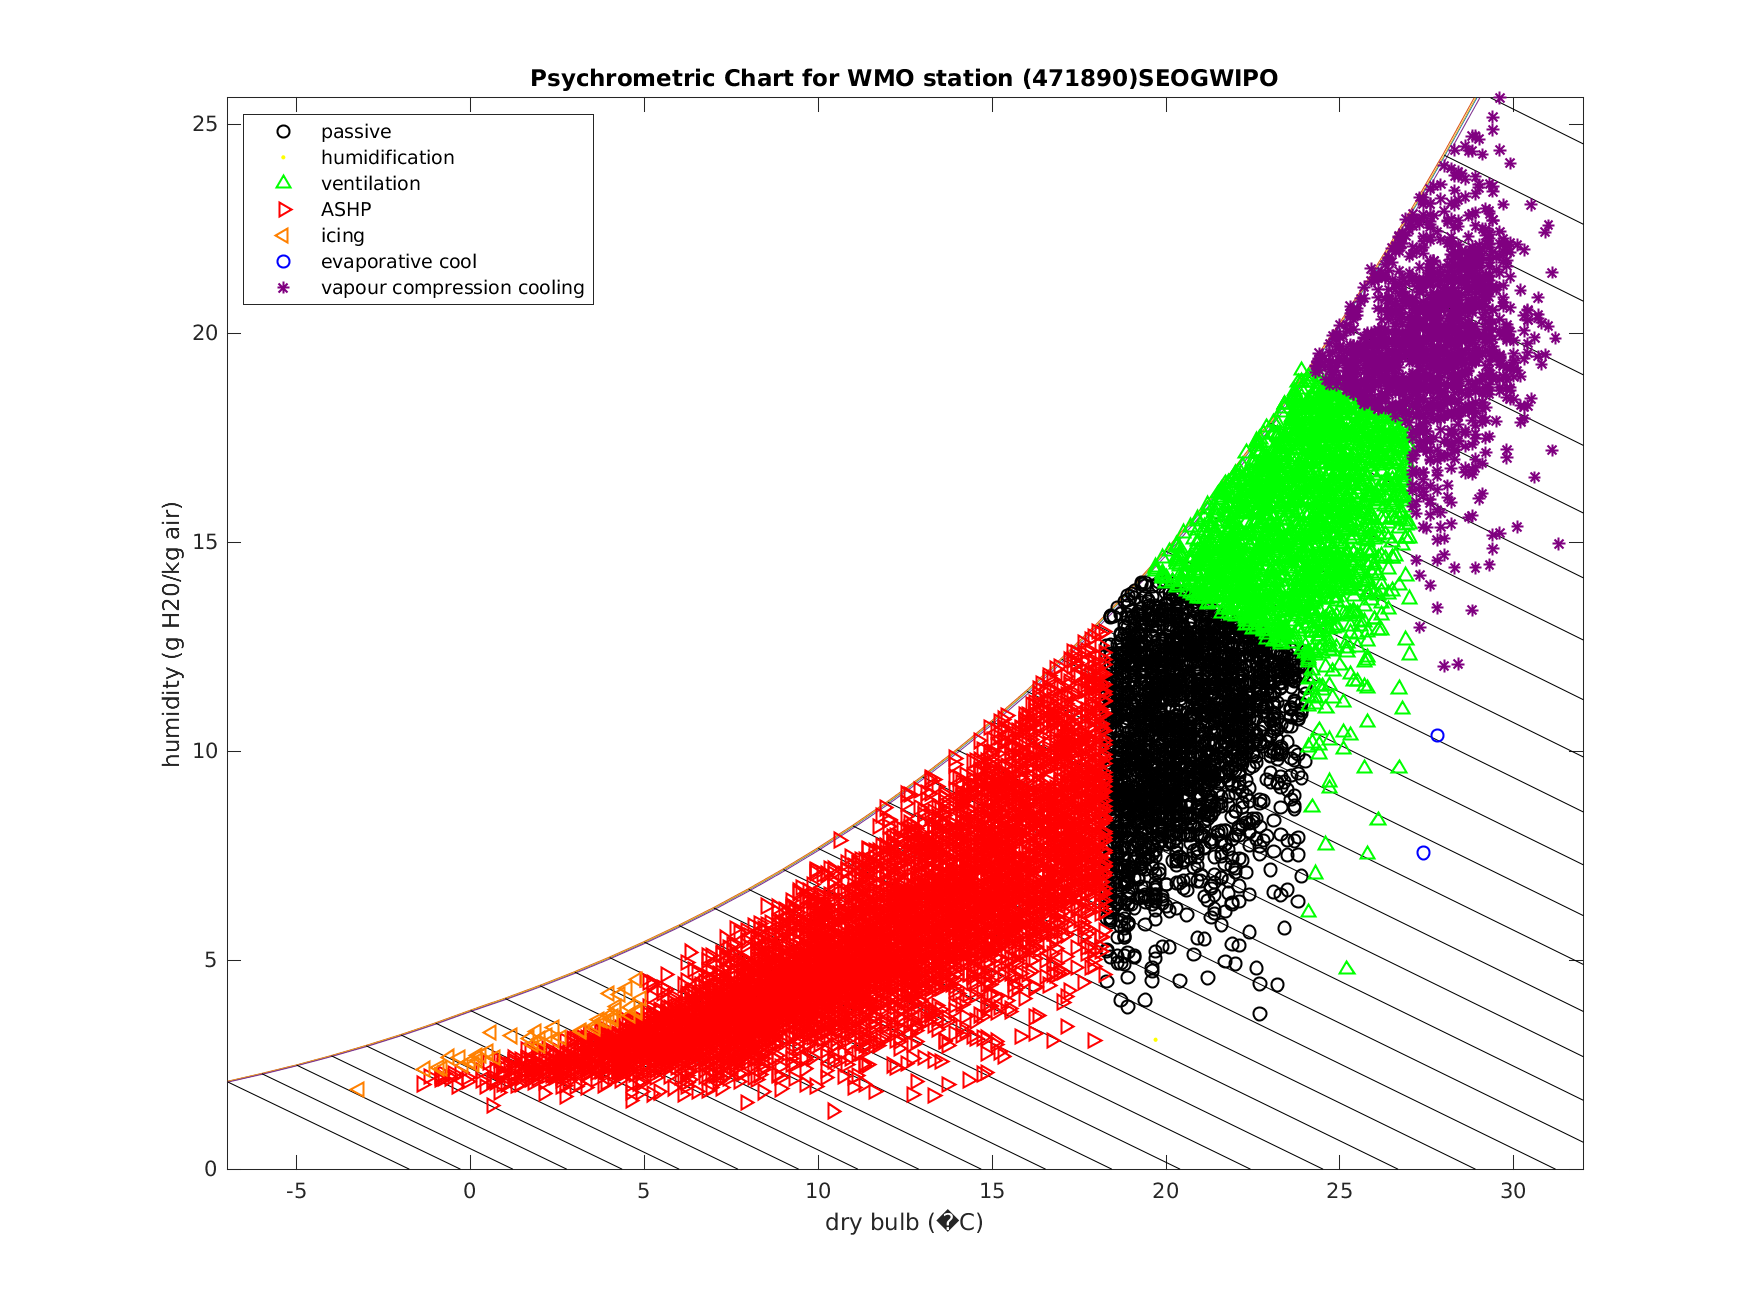 Psychrometric Chart for WMO station (471890)SEOGWIPO
passive
humidification
ventilation
ASHP
icing
evaporative cool
vapour compression cooling
humidity (g H20/kg air)
25
20
15
10
5
0
-5
0
5
10
15
20
25
30
dry bulb (�C)